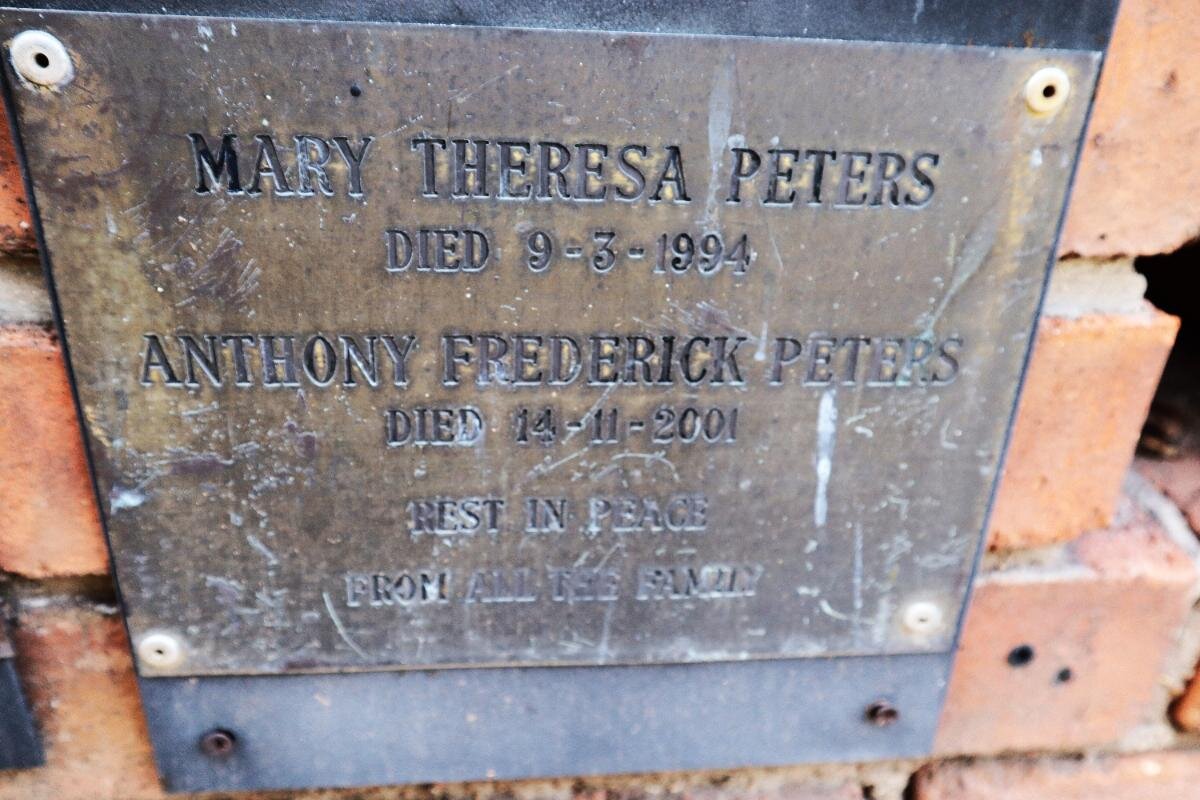 MARY THERESA PETERS
DIED 9-3-1994
ANTHONY FREDERICK PETERS
DIED 14-11-2001
REST IN PEACE
FROM ALL THE FAMILY